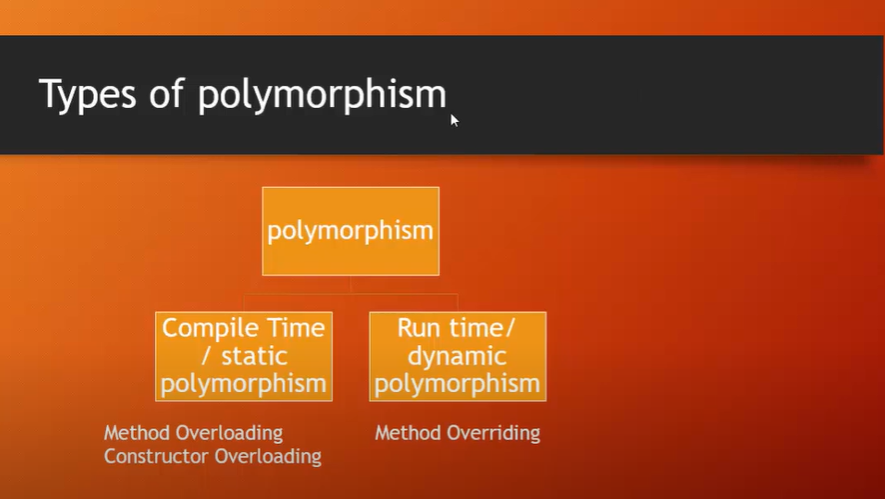 Types of polymorphism
polymorphism
Compile Time
/ static
polymorphism
Run time/
dynamic
polymorphism
Method Overloading
Constructor Overloading
Method Overriding